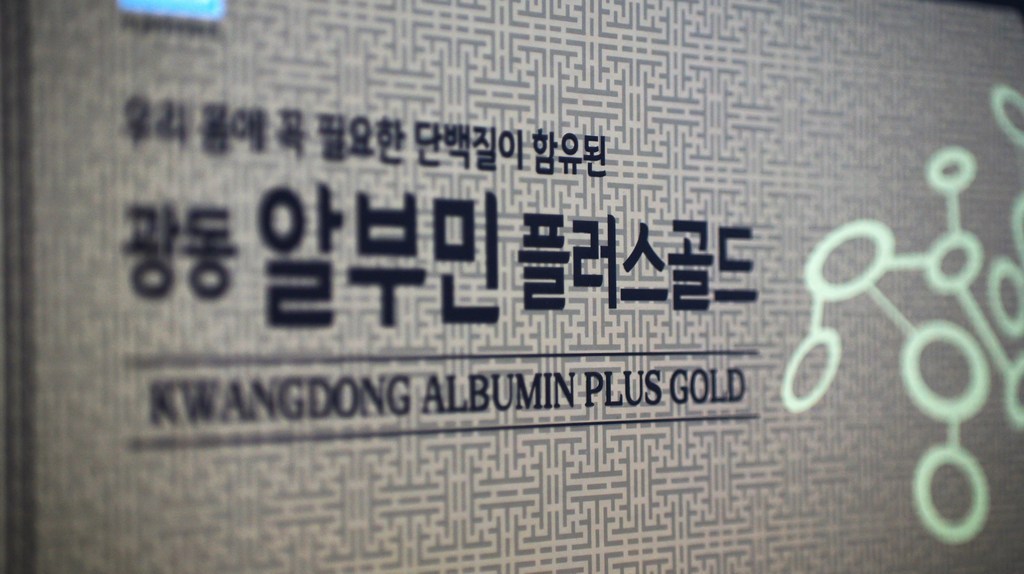 우리 몸에 꼭 필요한 단백질이 함유된
광동 알부민 플러스골드
KWANGDONG ALBUMIN PLUS GOLD